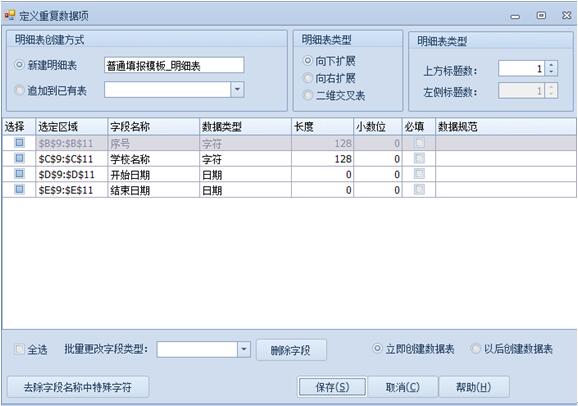 定义重复数据项
明细表创建方式
新建明细表 普通填报模板_明细表
追加到已有表
明细表类型
向下扩展
向右扩展
二维交叉表
明细表类型
上方标题数: 1
左侧标题数: 1
选择 选定区域 字段名称 数据类型 长度 小数位 必填 数据规范
$B$9:$B$11 序号 字符 128 0
$C$9:$C$11 学校名称 字符 128 0
$D$9:$D$11 开始日期 日期 0 0
$E$9:$E$11 结束日期 日期 0 0
全选 批量更改字段类型: 删除字段 立即创建数据表 以后创建数据表
去除字段名称中特殊字符 保存(S) 取消(C) 帮助(H)